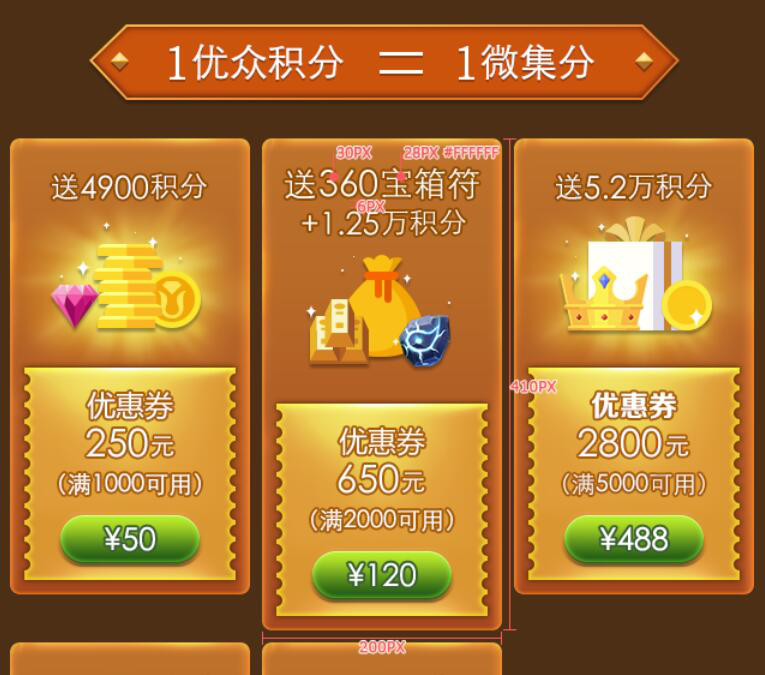 1优众积分 = 1微集分
送4900积分
优惠券
250元
（满1000可用）
¥50
30PX
28PX #FFFFFF
送360宝箱符
6PX
+1.25万积分
优惠券
650元
（满2000可用）
¥120
200PX
410PX
送5.2万积分
优惠券
2800元
（满5000可用）
¥488